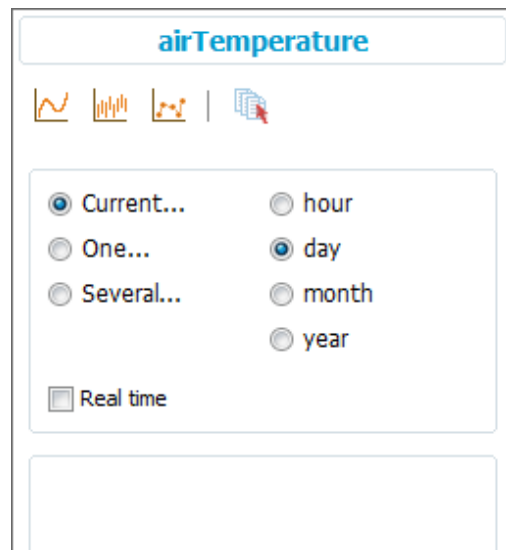 airTemperature
Current...
hour
One...
day
Several...
month
year
Real time